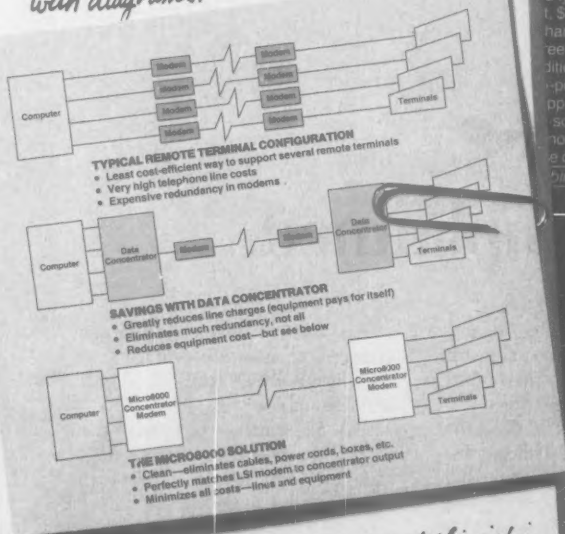 with diagrams.
Modem Modem
Modem Modem
Computer
Modem Modem
Modem Modem
Terminals
TYPICAL REMOTE TERMINAL CONFIGURATION
• Least cost-efficient way to support several remote terminals
• Very high telephone line costs
• Expensive redundancy in modems
Computer
Data
Concentrator
Modem
Modem
Data
Concentrator
Terminals
SAVINGS WITH DATA CONCENTRATOR
• Greatly reduces line charges (equipment pays for itself)
• Eliminates much redundancy, not all
• Reduces equipment cost—but see below
Computer
Micro8000
Concentrator
Modem
Micro8000
Concentrator
Modem
Terminals
THE MICRO8000 SOLUTION
• Clean—eliminates cables, power cords, boxes, etc.
• Perfectly matches LSI modem to concentrator output
• Minimizes all costs—lines and equipment